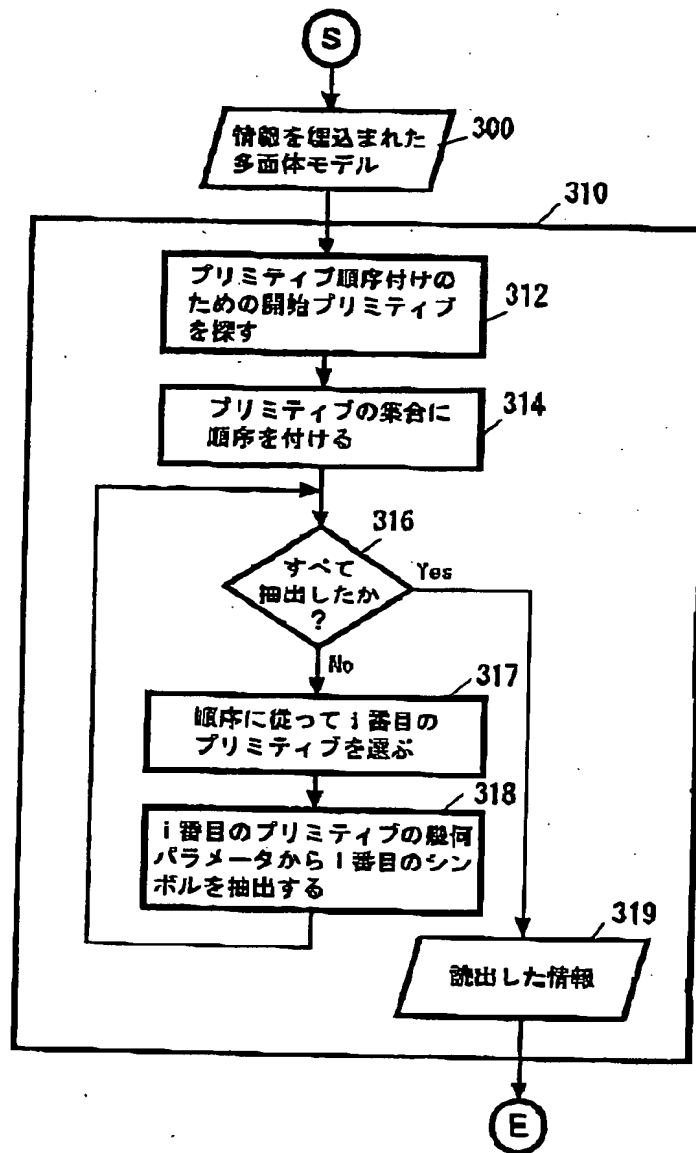 S
情報を埋込まれた
多面体モデル
300
310
プリミティブ順序付けの
ための開始プリミティブ
を探す
312
プリミティブの集合に
順序を付ける
314
316
すべて
抽出したか
?
Yes
No
317
順序に従ってi番目の
プリミティブを選ぶ
318
i番目のプリミティブの幾何
パラメータからi番目のシン
ボルを抽出する
319
読出した情報
E